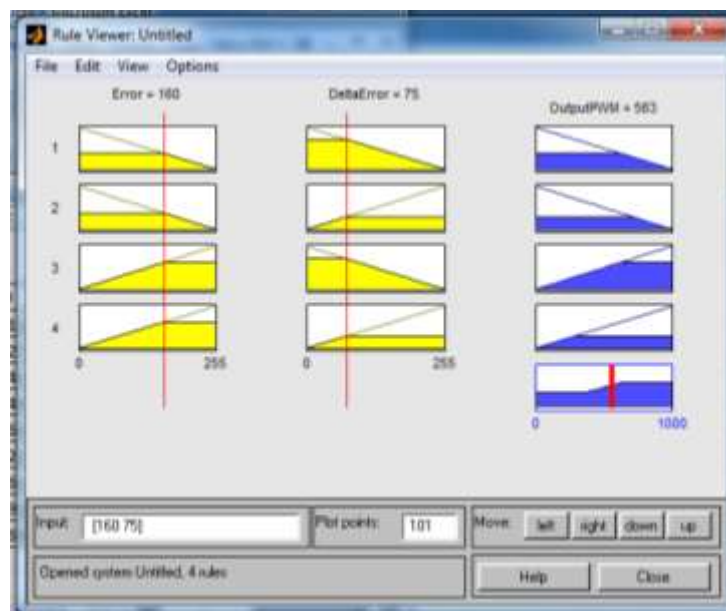 Rule Viewer: Untitled
File Edit View Options
Error = 160 DeltaError = 75 OutputPWM = 563
1
2
3
4
0 255 0 255
0 1000
Input: [160 75] Plot points: 101 Move: left right down up
Opened system Untitled, 4 rules Help Close